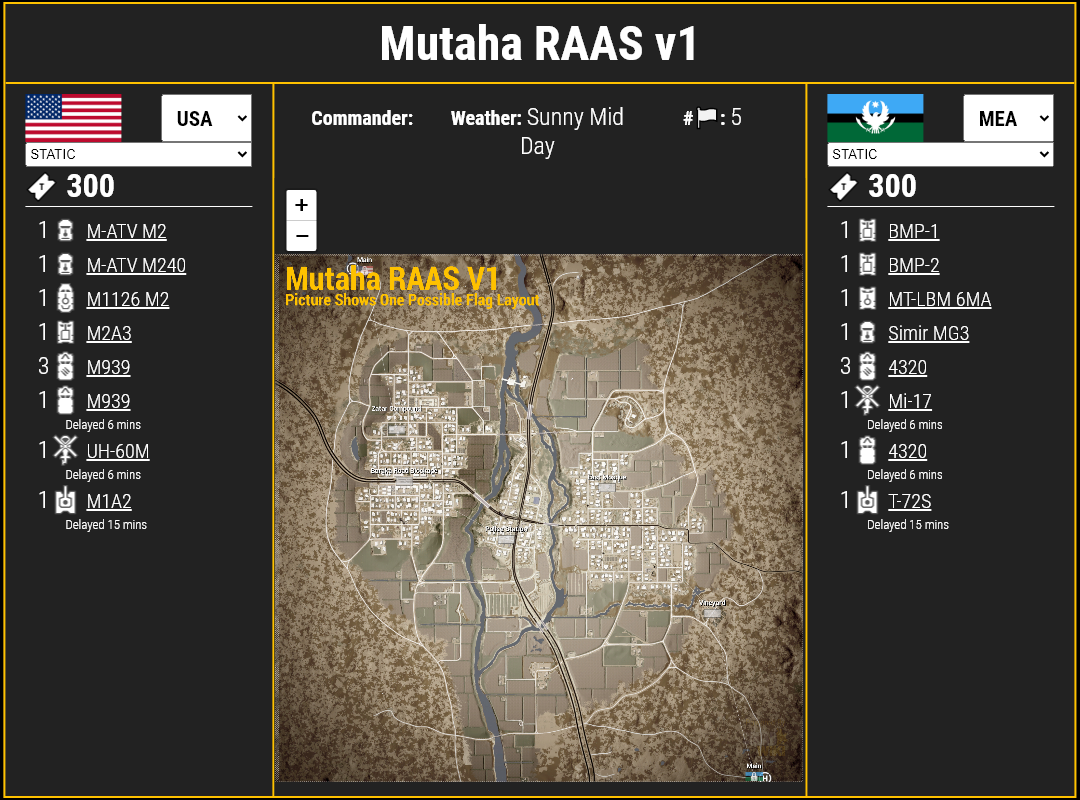 Mutaha RAAS v1
USA
STATIC
300
1 M-ATV M2
1 M-ATV M240
1 M1126 M2
1 M2A3
3 M939
1 M939
Delayed 6 mins
1 UH-60M
Delayed 6 mins
1 M1A2
Delayed 15 mins
Commander:
Weather: Sunny Mid
Day
# : 5
+
−
Main
Mutaha RAAS V1
Picture Shows One Possible Flag Layout
Zatar Compound
Buraka Road Blockade
Police Station
Vineyard
Main
H
MEA
STATIC
300
1 BMP-1
1 BMP-2
1 MT-LBM 6MA
1 Simir MG3
3 4320
1 Mi-17
Delayed 6 mins
1 4320
Delayed 6 mins
1 T-72S
Delayed 15 mins